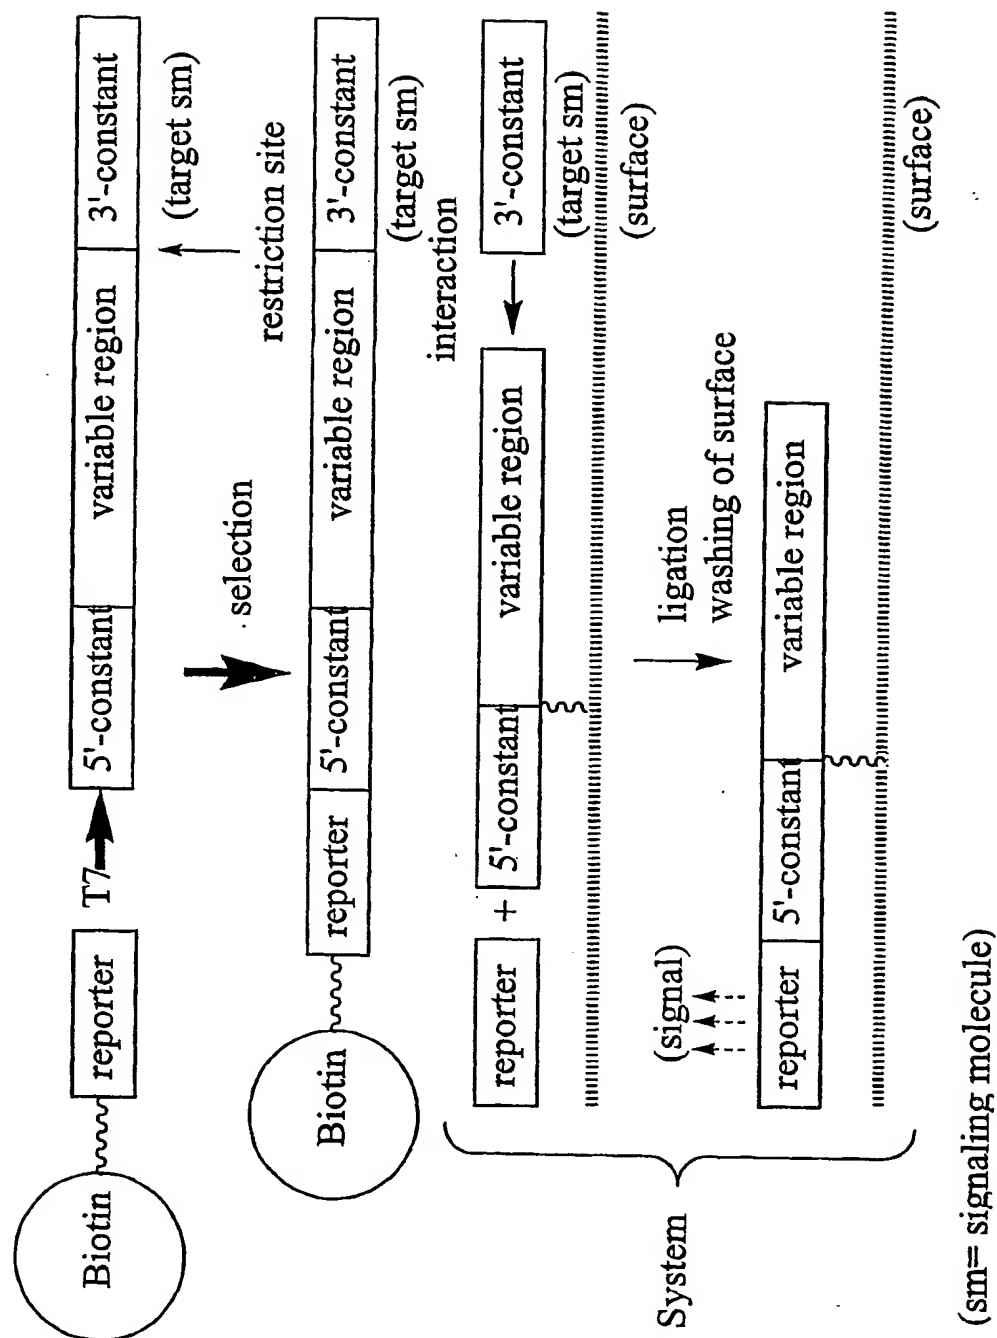 Biotin
reporter
T7
5'-constant
variable region
3'-constant
(target sm)
restriction site
selection
Biotin
reporter
5'-constant
variable region
3'-constant
(target sm)
interaction
reporter
+
5'-constant
variable region
3'-constant
(target sm)
(surface)
ligation
washing of surface
(signal)
reporter
5'-constant
variable region
(surface)
System
(sm= signaling molecule)